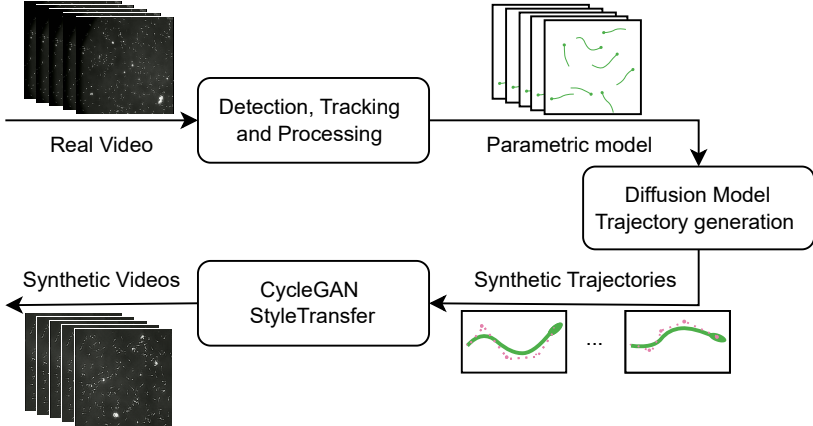 Real Video
Detection, Tracking
and Processing
Parametric model
Diffusion Model
Trajectory generation
Synthetic Trajectories
...
CycleGAN
StyleTransfer
Synthetic Videos